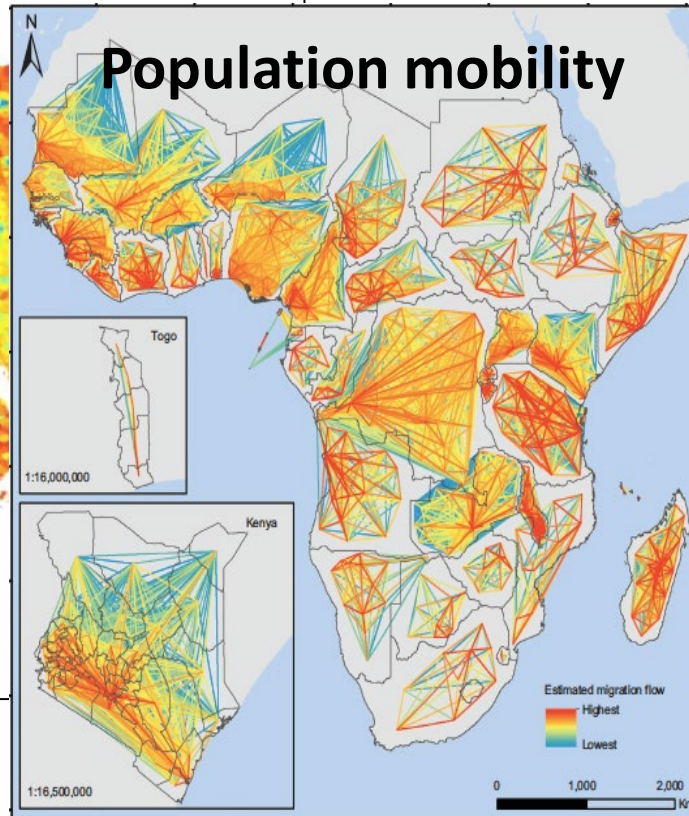 N
Population mobility
Togo
1:16,000,000
Kenya
1:16,500,000
Estimated migration flow
Highest
Lowest
0 1,000 2,000
Km